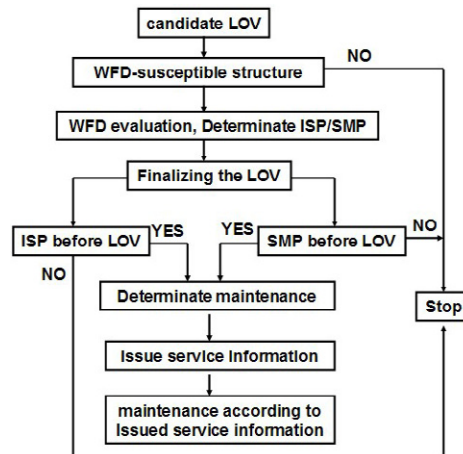 candidate LOV
NO
WFD-susceptible structure
WFD evaluation, Determinate ISP/SMP
Finalizing the LOV
YES
YES
NO
ISP before LOV
SMP before LOV
NO
Determinate maintenance
Stop
Issue service information
maintenance according to
Issued service information